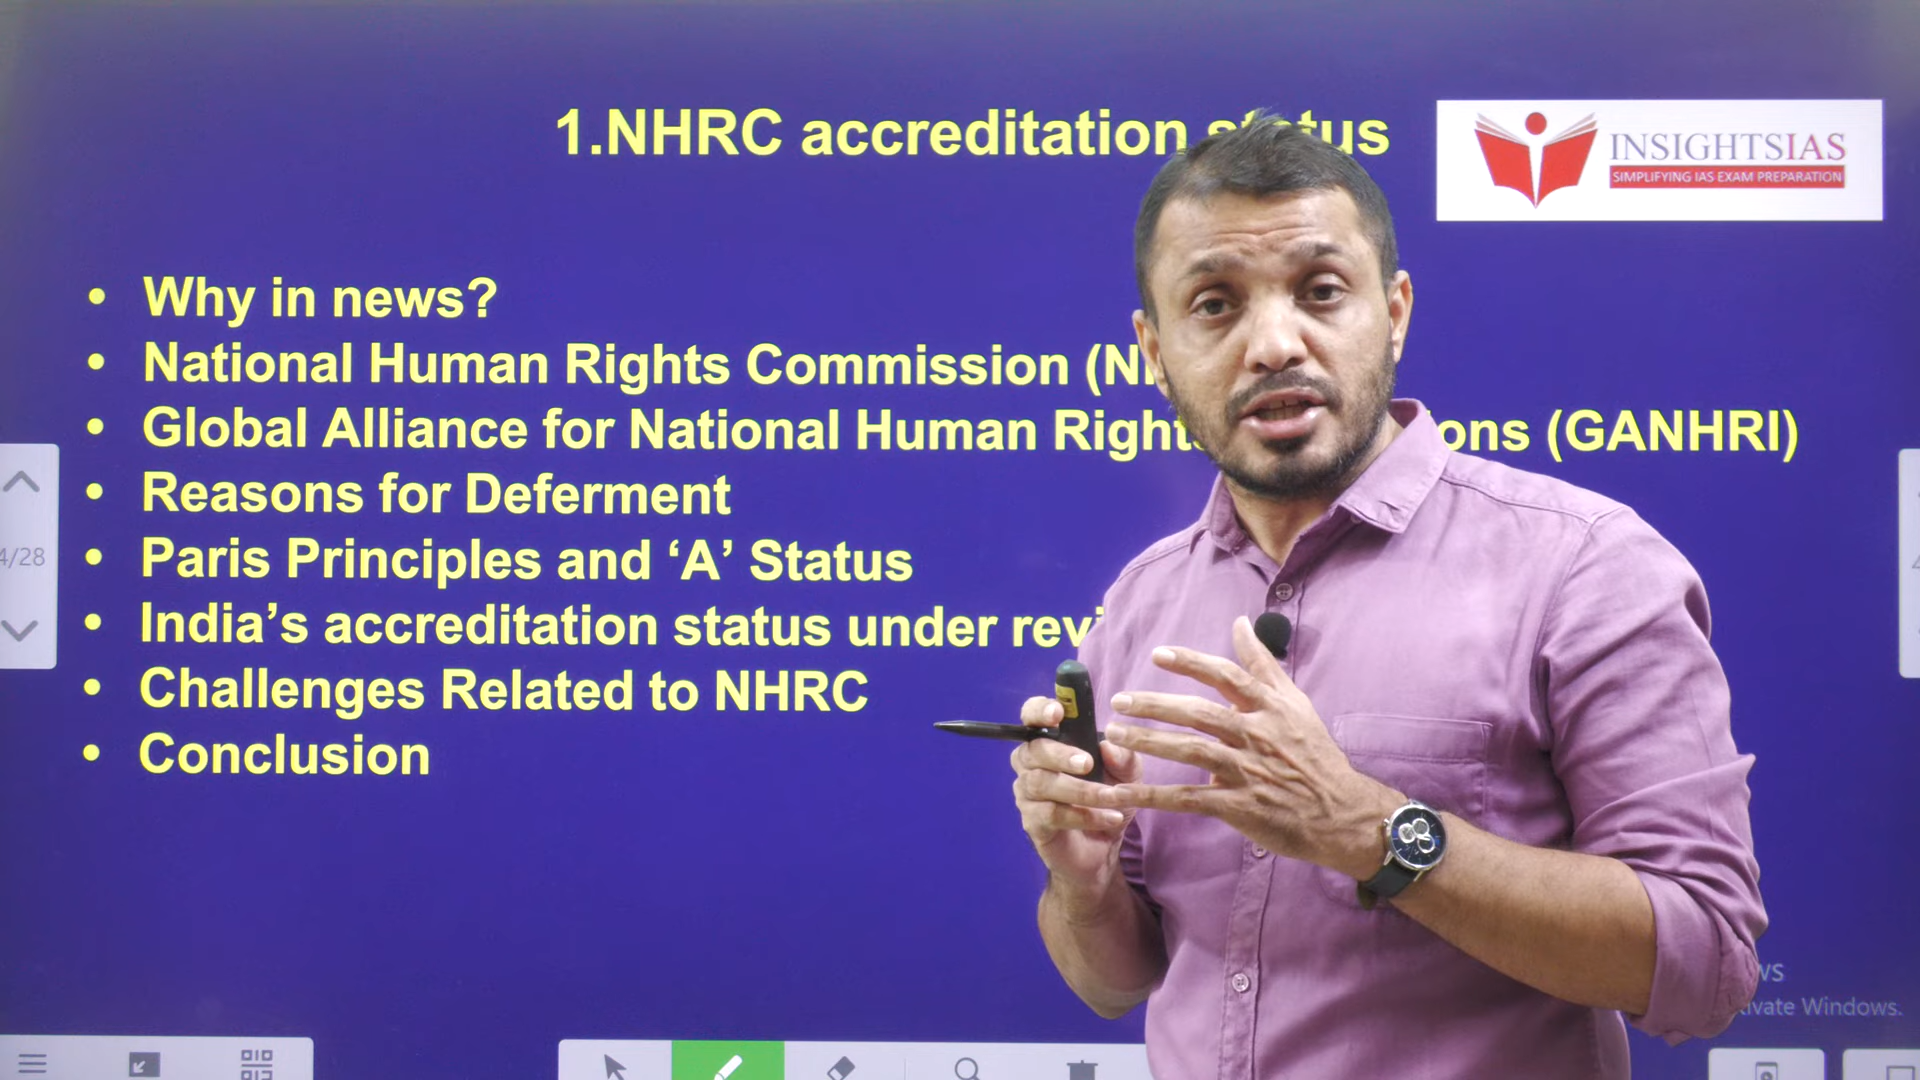 1.NHRC accreditation status
INSIGHTSIAS
SIMPLIFYING IAS EXAM PREPARATION
• Why in news?
• National Human Rights Commission
• Global Alliance for National Human (GANHRI)
• Reasons for Deferment
• Paris Principles and ‘A’ Status
• India’s accreditation status under
• Challenges Related to NHRC
• Conclusion
4/28
Windows.